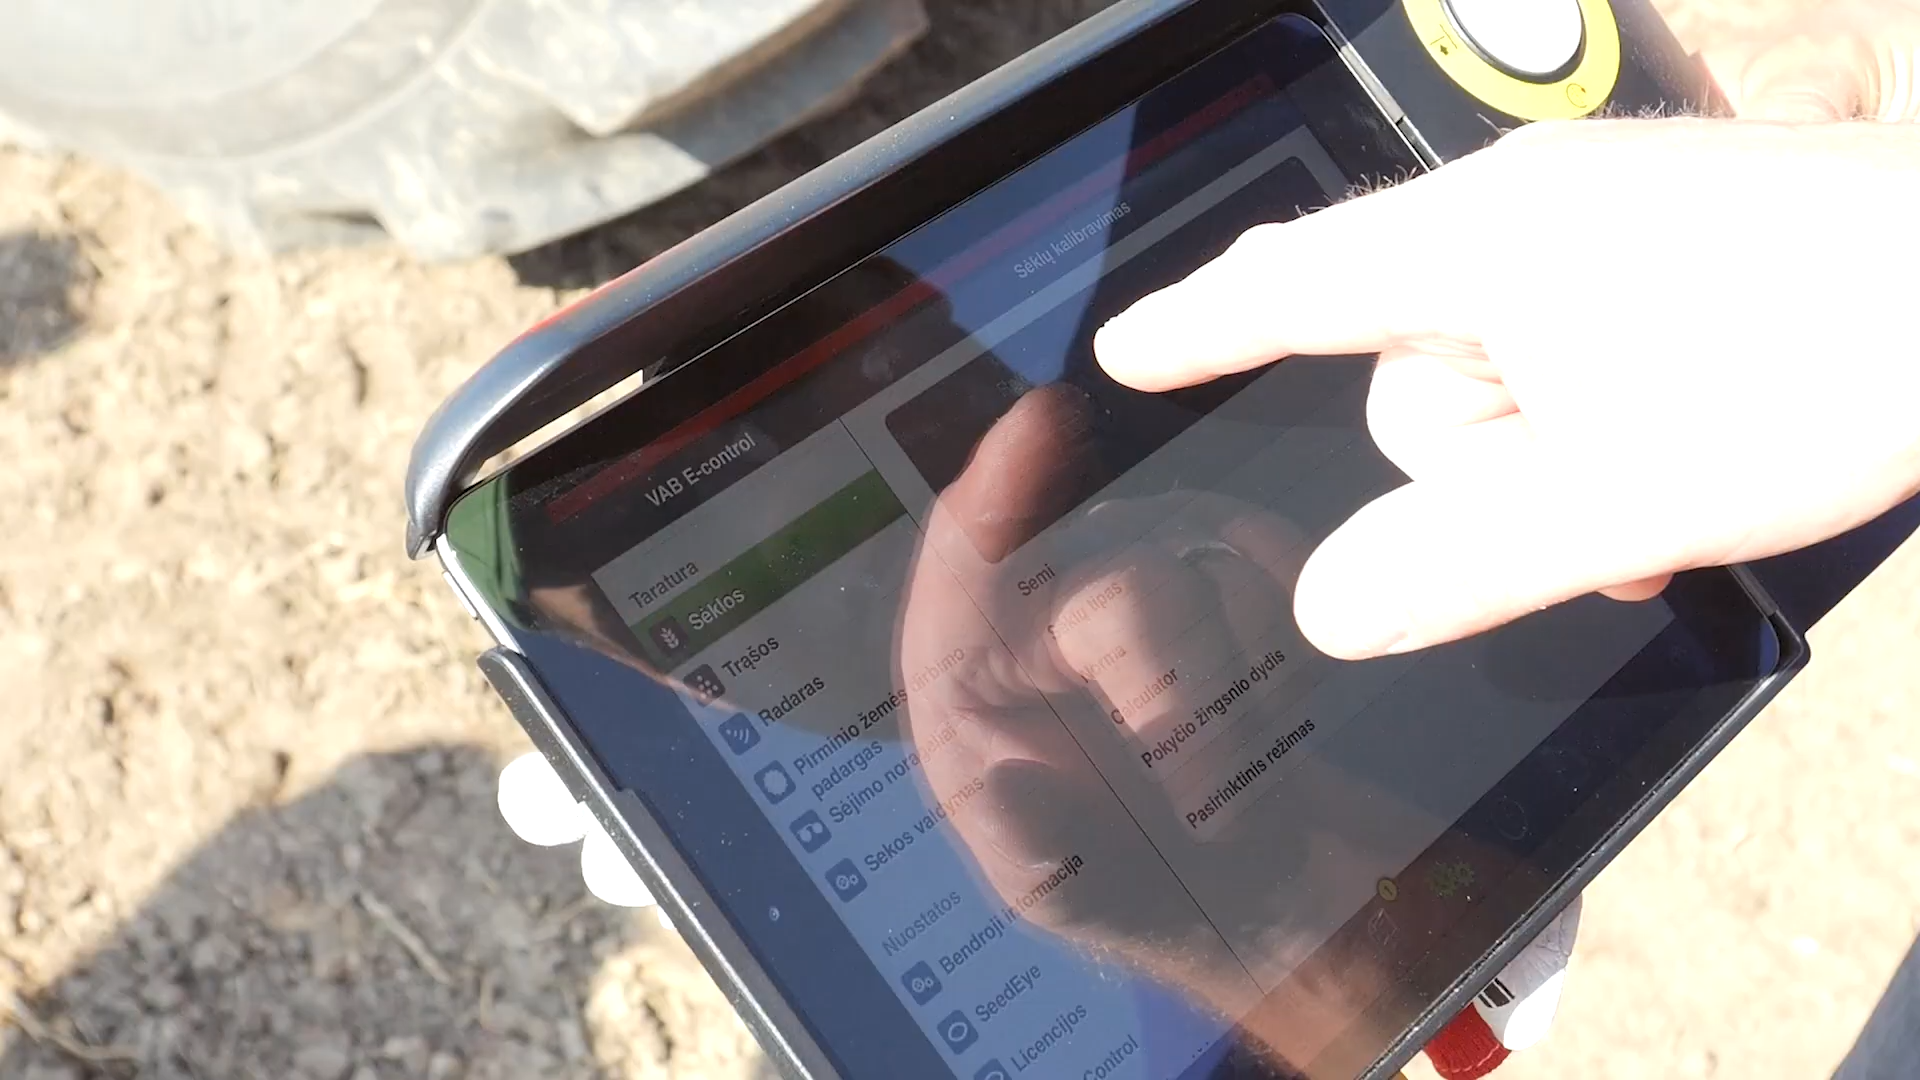 VAB E-control
Sėklų kalibravimas
Taratura
Sėklos
Trąšos
Radaras
Pirminio žemės dirbimo
padargas
Sėjimo noragėliai
Sekos valdymas
Nuostatos
Bendroji informacija
SeedEye
Licencijos
Control
Semi
Sėklų tipas
Norma
Calculator
Pokyčio žingsnio dydis
Pasirinktinis režimas